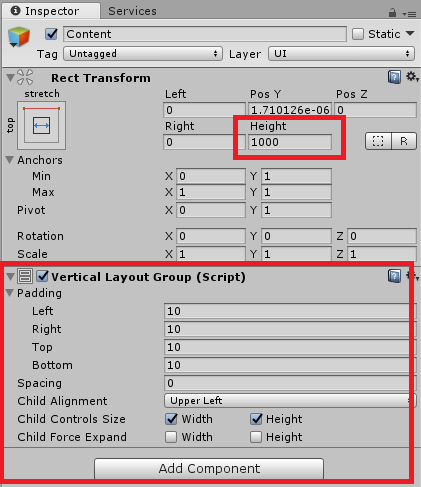 Inspector Services
Content Static
Tag Untagged Layer UI
Rect Transform
stretch Left Pos Y Pos Z
0 1.710126e-06 0
top Right Height
0 1000 R
Anchors
Min X 0 Y 1
Max X 1 Y 1
Pivot X 0 Y 1
Rotation X 0 Y 0 Z 0
Scale X 1 Y 1 Z 1
Vertical Layout Group (Script)
Padding
Left 10
Right 10
Top 10
Bottom 10
Spacing 0
Child Alignment Upper Left
Child Controls Size Width Height
Child Force Expand Width Height
Add Component